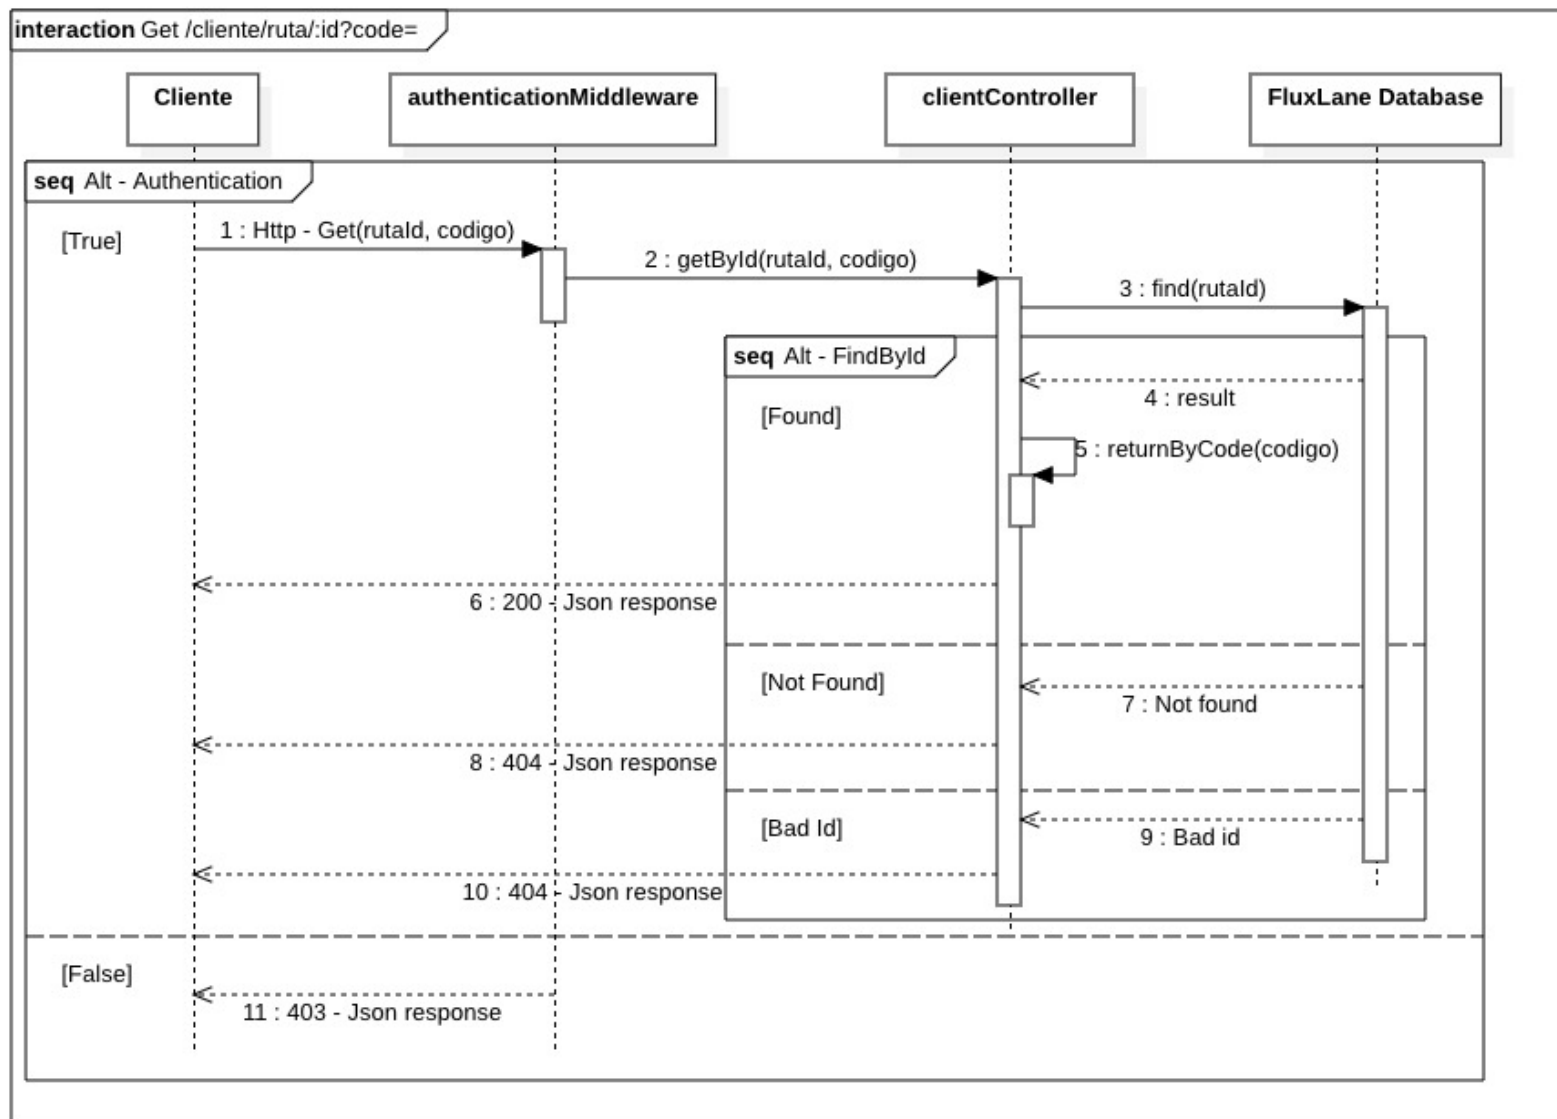 interaction Get /cliente/ruta/:id?code=
Cliente
authenticationMiddleware
clientController
FluxLane Database
seq Alt - Authentication
[True]
1 : Http - Get(rutaId, codigo)
2 : getById(rutaId, codigo)
3 : find(rutaId)
seq Alt - FindById
4 : result
[Found]
5 : returnByCode(codigo)
6 : 200 - Json response
[Not Found]
7 : Not found
8 : 404 - Json response
[Bad Id]
9 : Bad id
10 : 404 - Json response
[False]
11 : 403 - Json response